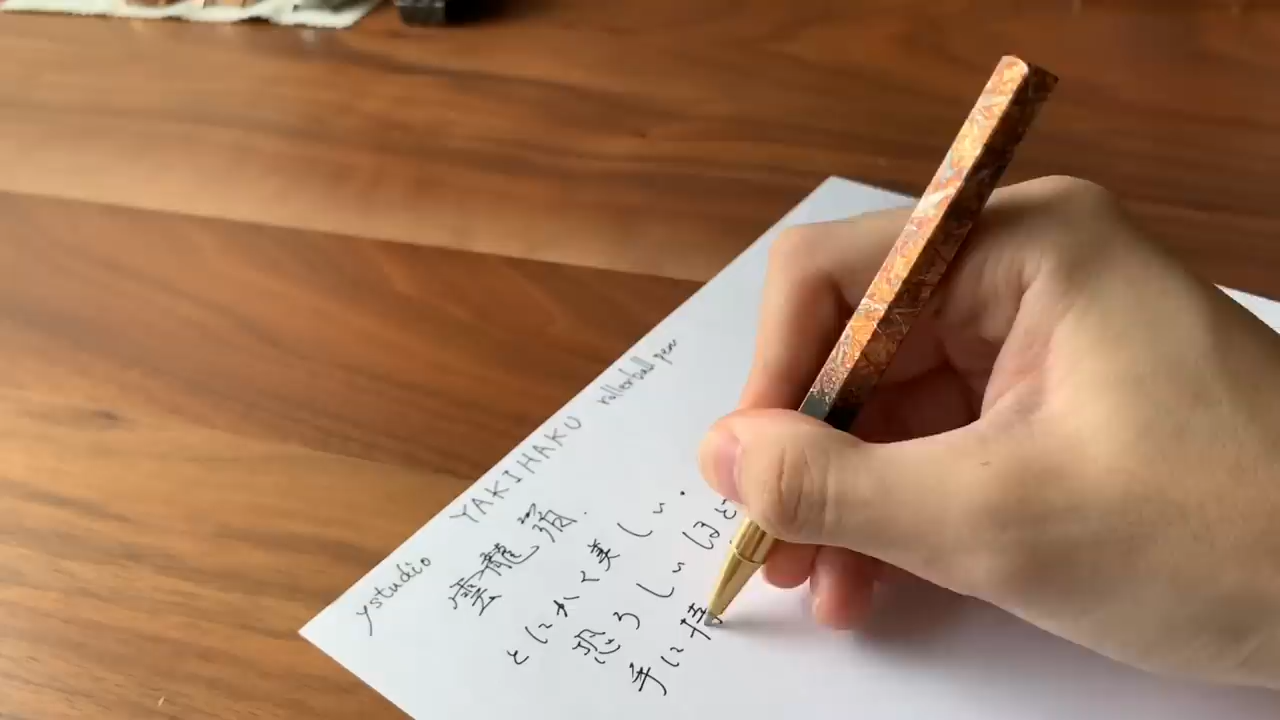 ystudio YAKIHAKU rollerball pen
雲龍箔.
とにかく美しい.
恐ろしいほど
手に